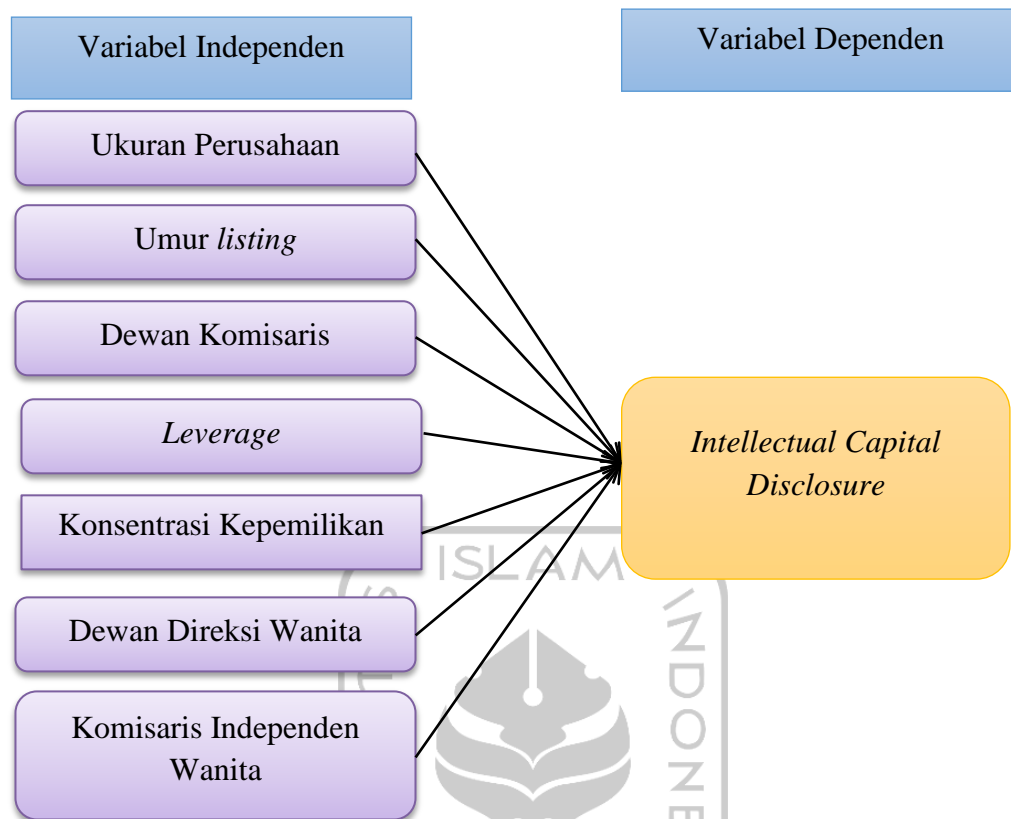 Variabel Independen
Variabel Dependen
Ukuran Perusahaan
Umur listing
Dewan Komisaris
Leverage
Intellectual Capital
Disclosure
Konsentrasi Kepemilikan
ISLAM
Dewan Direksi Wanita
INDONE
Komisaris Independen
Wanita